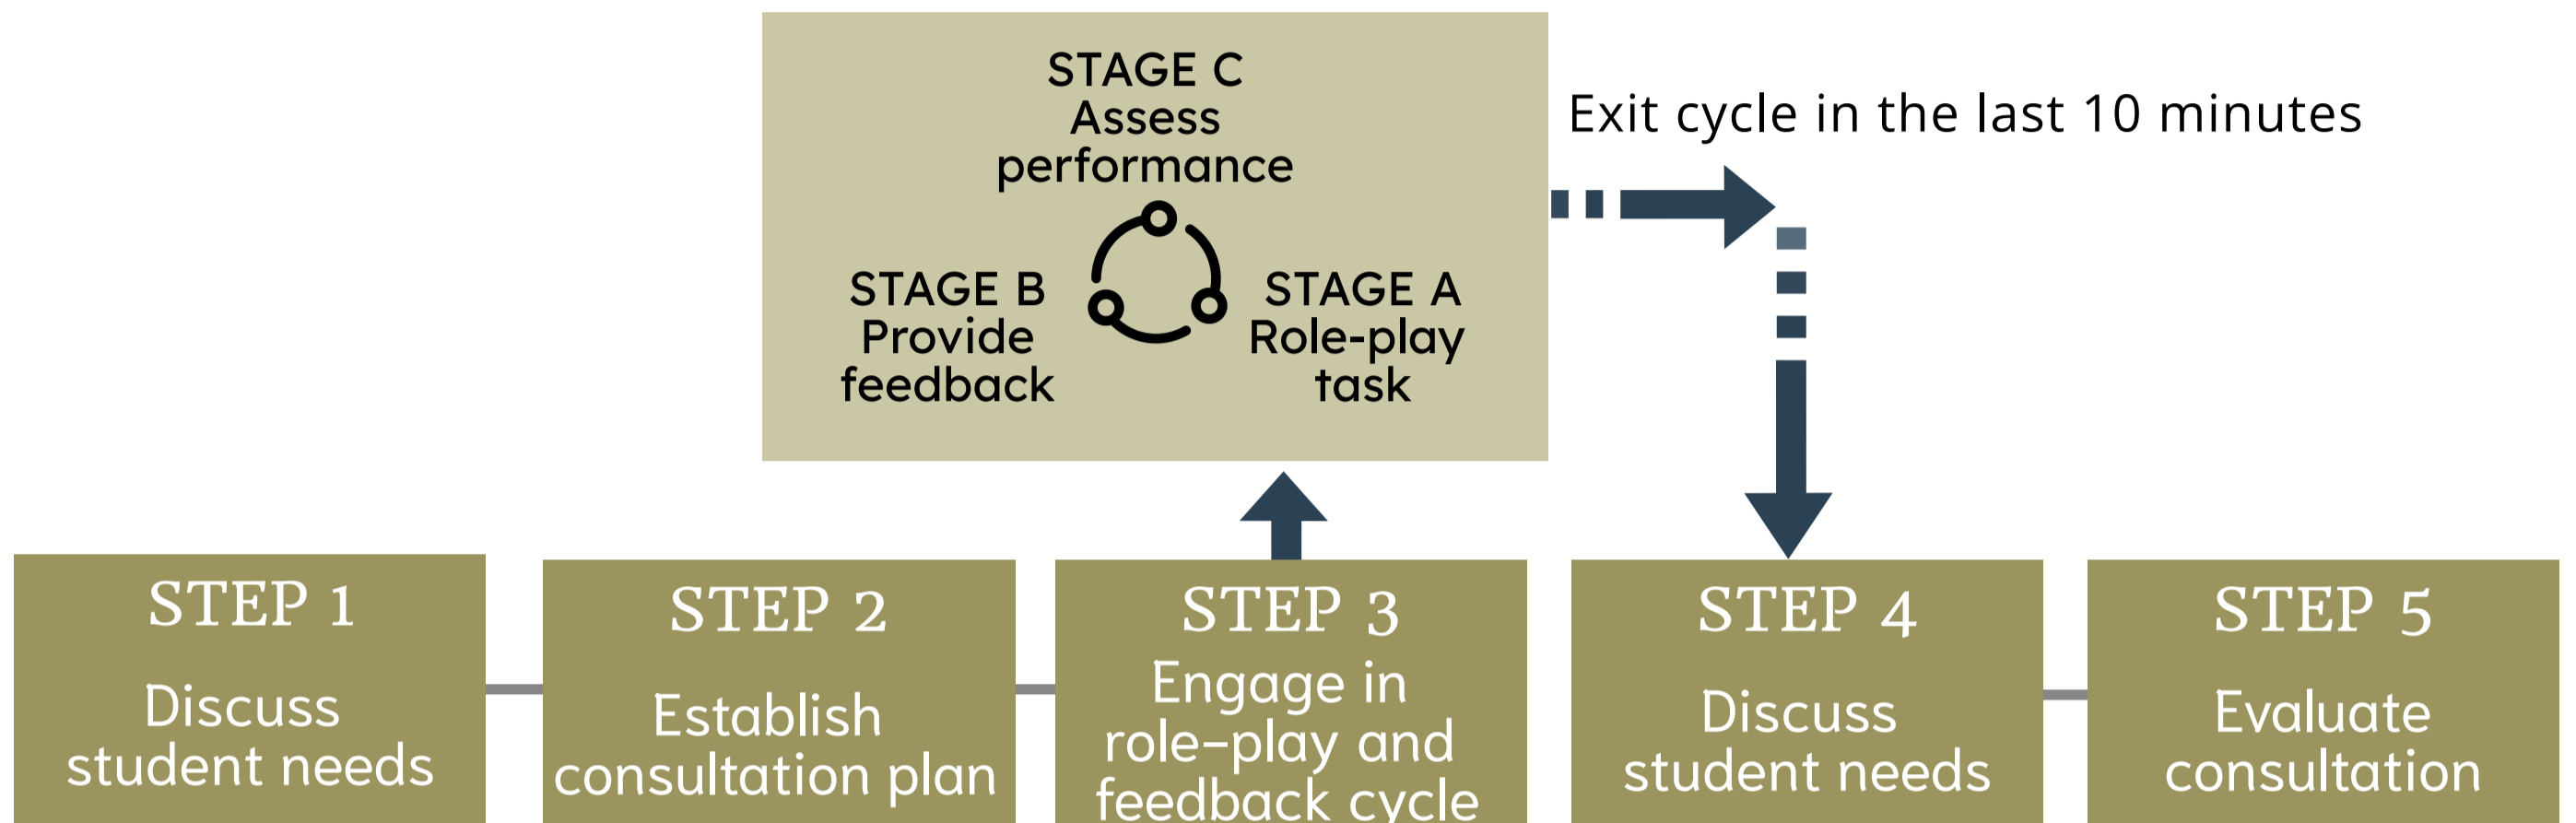 STAGE C
Assess
performance
Exit cycle in the last 10 minutes
STAGE B
Provide
feedback
STAGE A
Role-play
task
STEP 1
Discuss
student needs
STEP 2
Establish
consultation plan
STEP 3
Engage in
role-play and
feedback cycle
STEP 4
Discuss
student needs
STEP 5
Evaluate
consultation